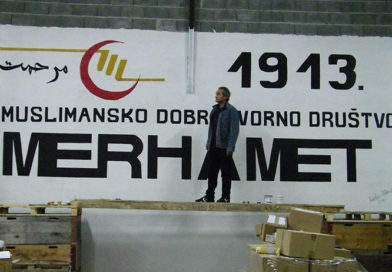 مرحمت 1913.
MUSLIMANSKO DOBROTVORNO DRUŠTVO
MERHAMET